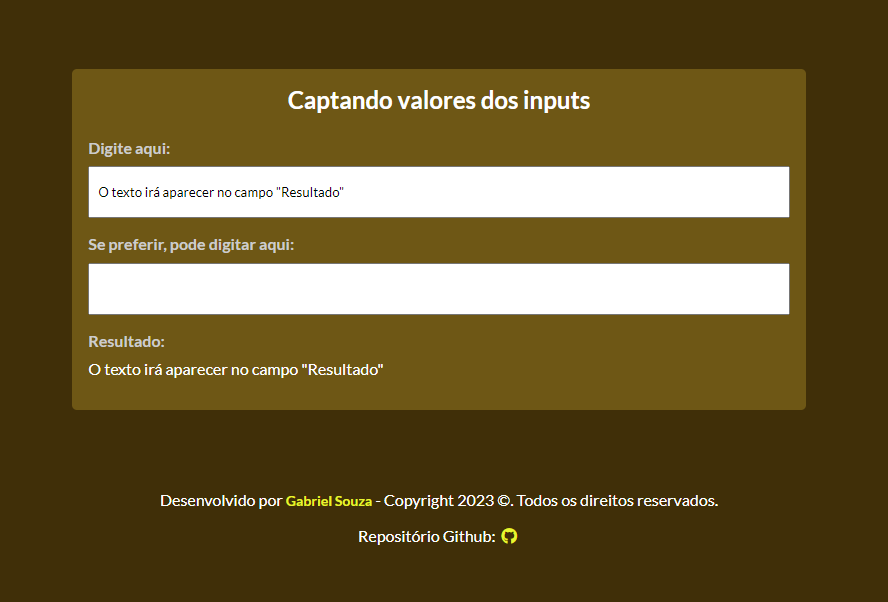 Captando valores dos inputs
Digite aqui:
O texto irá aparecer no campo "Resultado"
Se preferir, pode digitar aqui:
Resultado:
O texto irá aparecer no campo "Resultado"
Desenvolvido por Gabriel Souza - Copyright 2023 ©. Todos os direitos reservados.
Repositório Github: